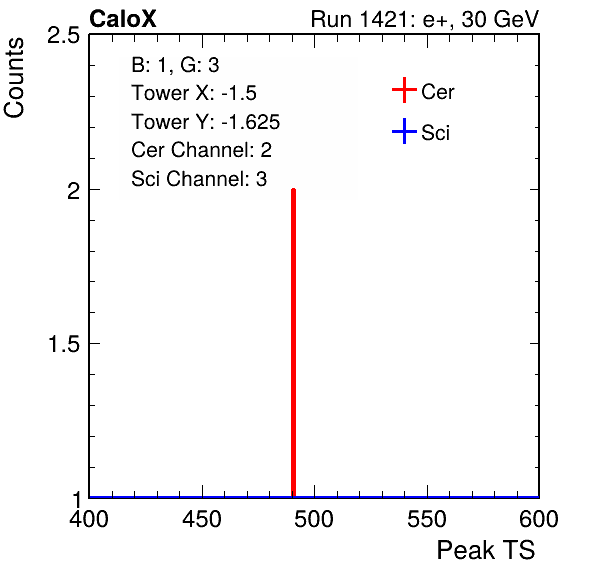 CaloX Run 1421: e+, 30 GeV
Counts
2.5
B: 1, G: 3
Tower X: -1.5
Tower Y: -1.625
Cer Channel: 2
Sci Channel: 3
Cer
Sci
2
1.5
1
400 450 500 550 600
Peak TS